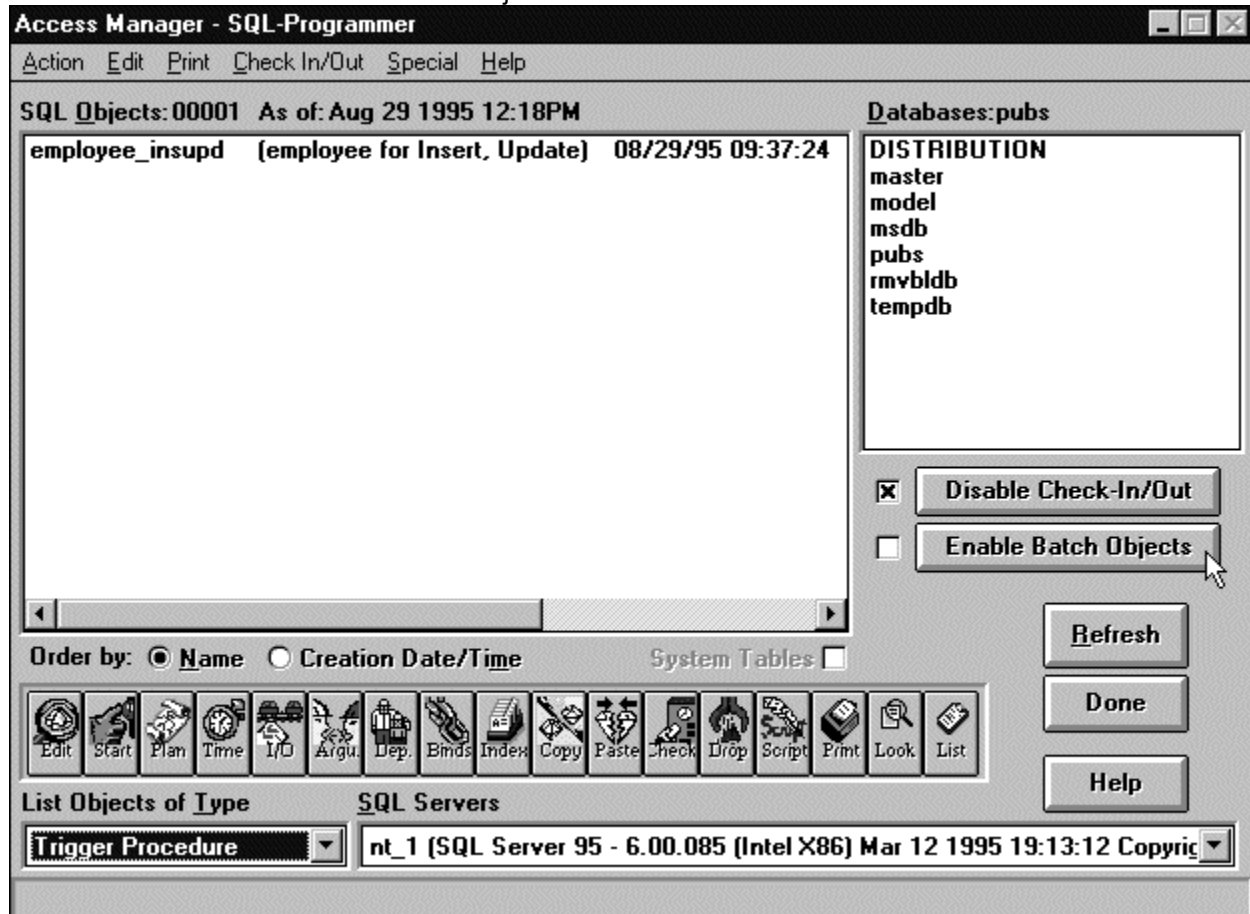 Access Manager - SQL-Programmer
Action Edit Print Check In/Out Special Help
SQL Objects: 00001 As of: Aug 29 1995 12:18PM
Databases:pubs
employee_insupd (employee for Insert, Update) 08/29/95 09:37:24
DISTRIBUTION
master
model
msdb
pubs
rmvbldb
tempdb
Disable Check-In/Out
Enable Batch Objects
Refresh
Done
Help
Order by: Name Creation Date/Time System Tables
Edit Start Plan Time I/O Argu. Dep. Binds Index Copy Paste Check Drop Script Print Look List
List Objects of Type
SQL Servers
Trigger Procedure
nt_1 (SQL Server 95 - 6.00.085 (Intel X86) Mar 12 1995 19:13:12 Copyrig